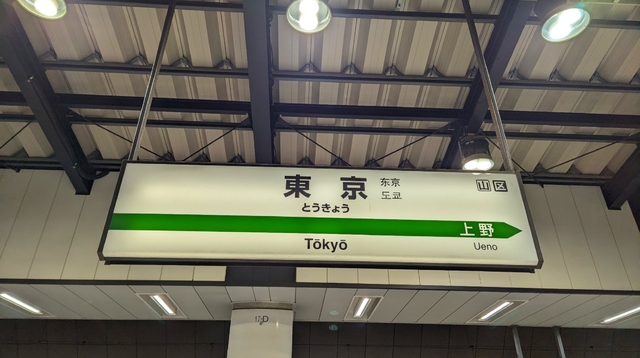 東京
东京
도쿄
山 区
とうきょう
上野
Tōkyō
Ueno